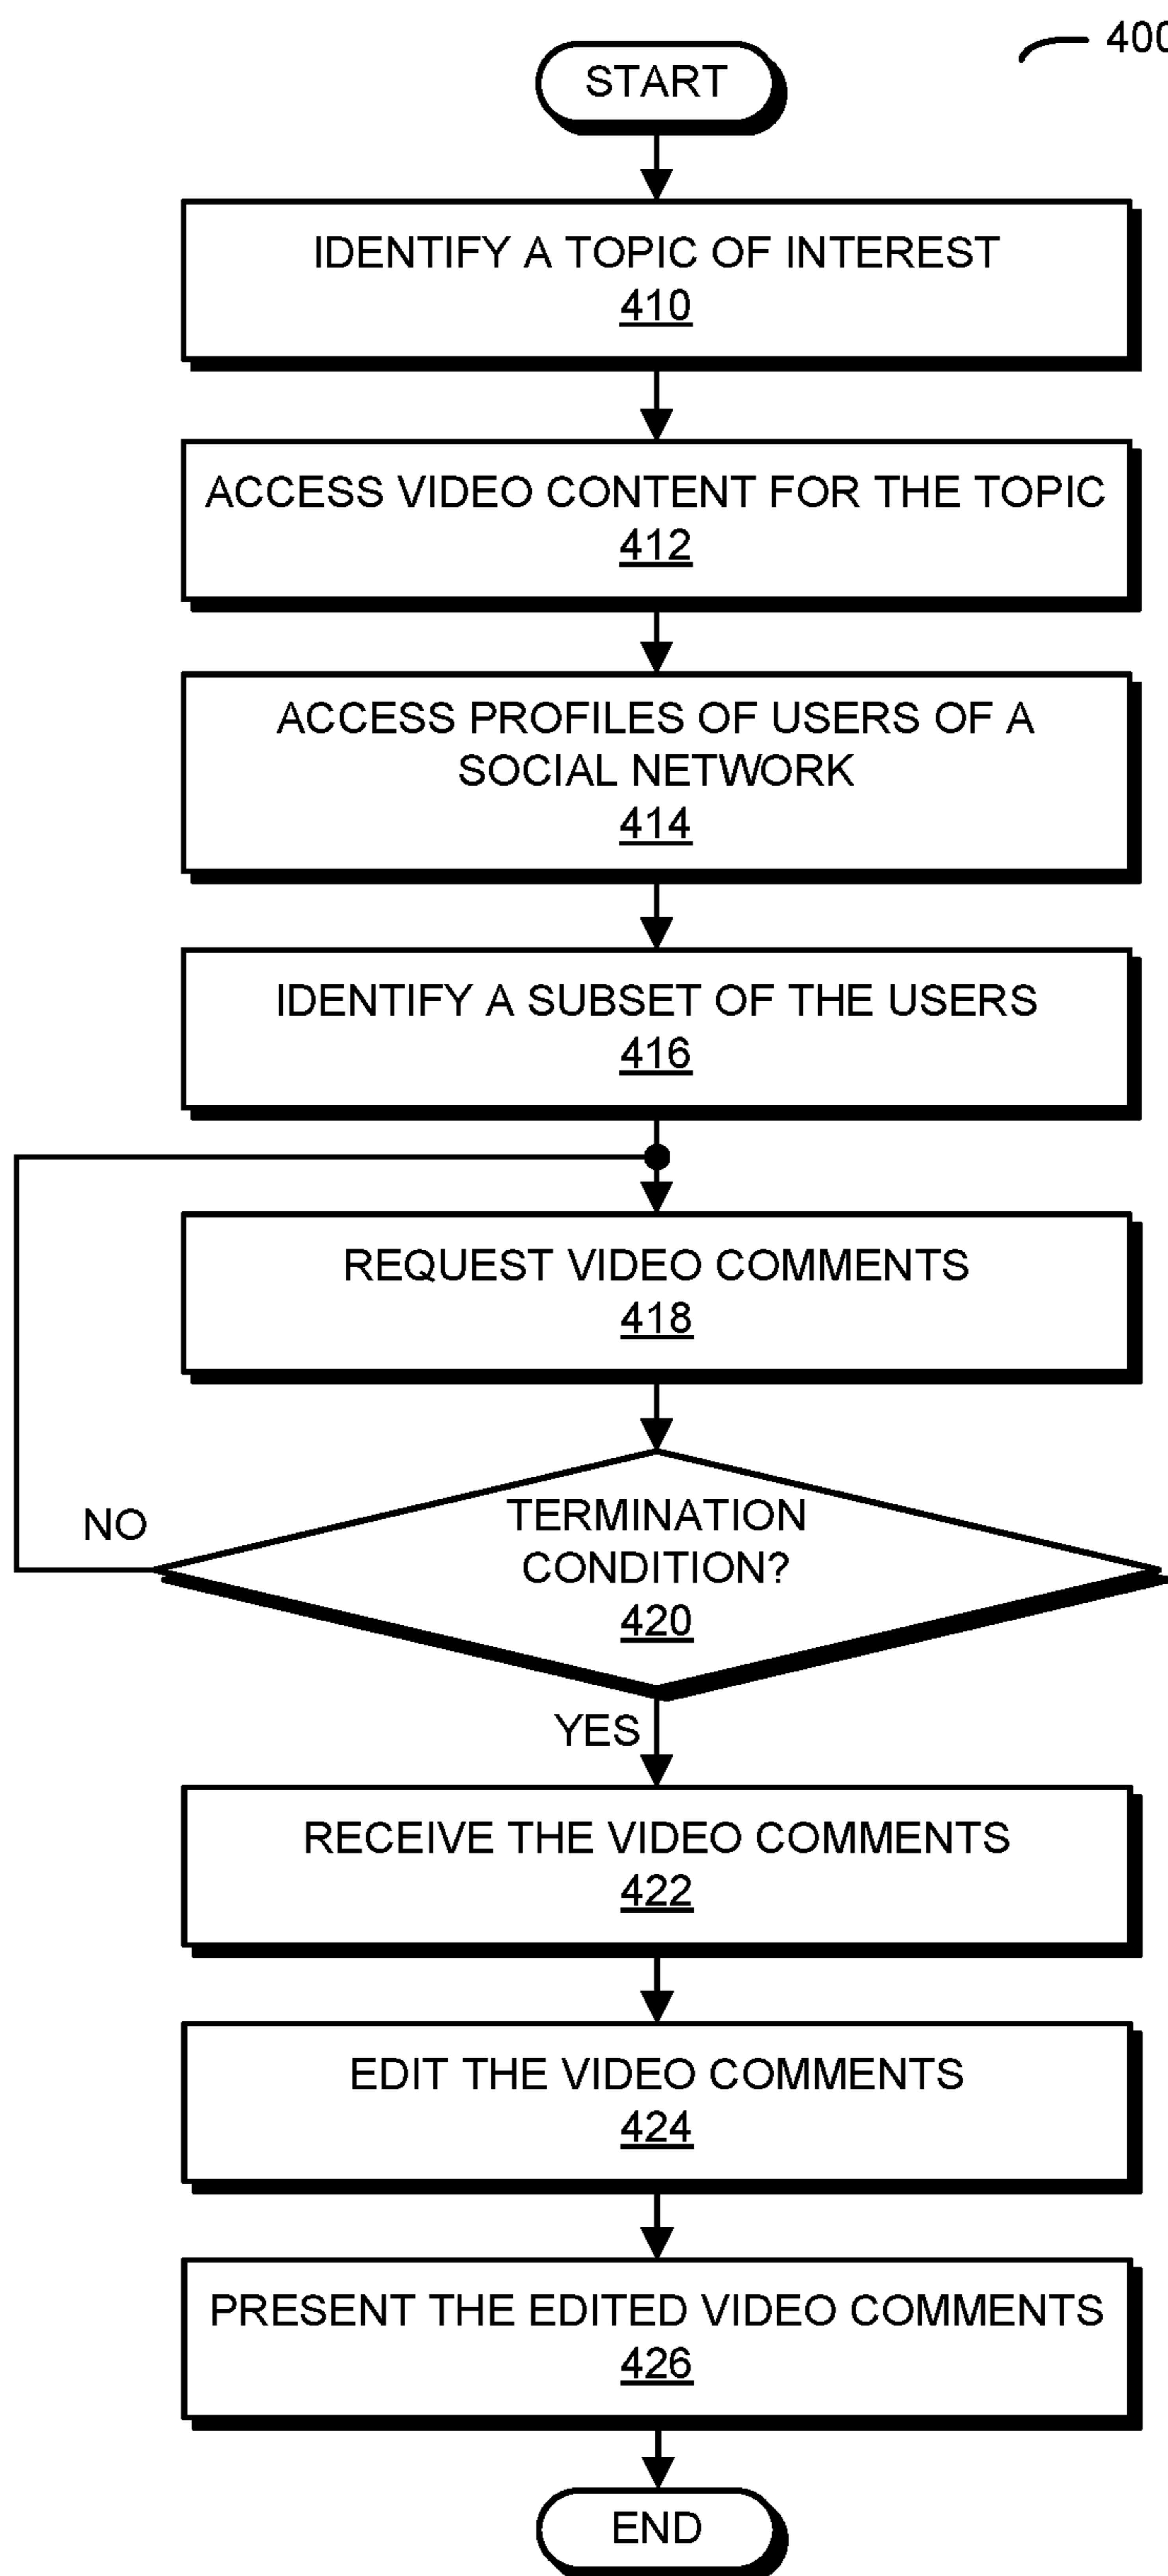 400
START
IDENTIFY A TOPIC OF INTEREST
410
ACCESS VIDEO CONTENT FOR THE TOPIC
412
ACCESS PROFILES OF USERS OF A
SOCIAL NETWORK
414
IDENTIFY A SUBSET OF THE USERS
416
REQUEST VIDEO COMMENTS
418
NO
TERMINATION
CONDITION?
420
YES
RECEIVE THE VIDEO COMMENTS
422
EDIT THE VIDEO COMMENTS
424
PRESENT THE EDITED VIDEO COMMENTS
426
END